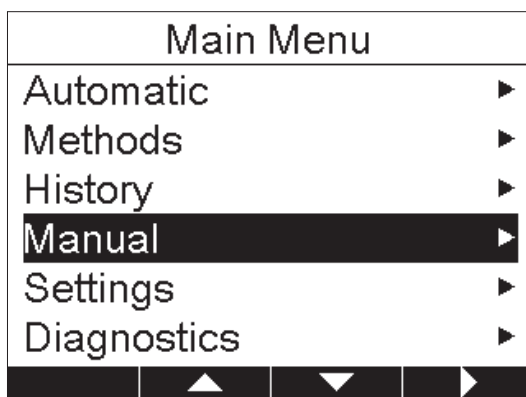 Main Menu
Automatic
Methods
History
Manual
Settings
Diagnostics